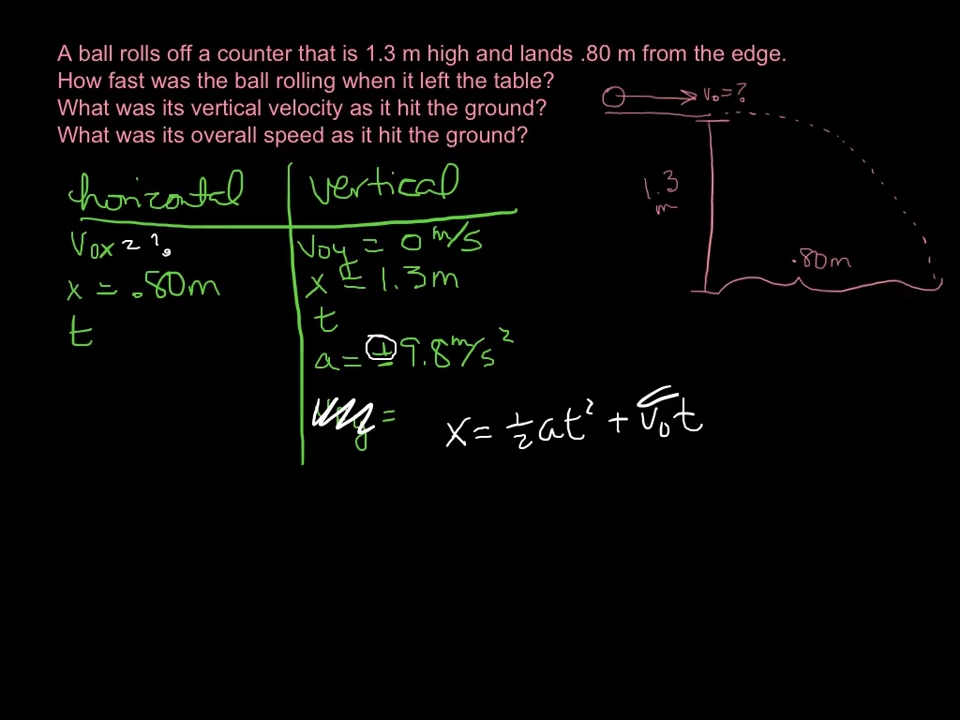 A ball rolls off a counter that is 1.3 m high and lands .80 m from the edge.
How fast was the ball rolling when it left the table?
What was its vertical velocity as it hit the ground?
What was its overall speed as it hit the ground?
v₀=?
1.3
m
.80m
horizontal
vertical
v₀ₓ = ?
v₀y = 0 m/s
x = .80m
x = 1.3m
t
t
a = ± 9.8 m/s²
=
x = ½at² + v₀t